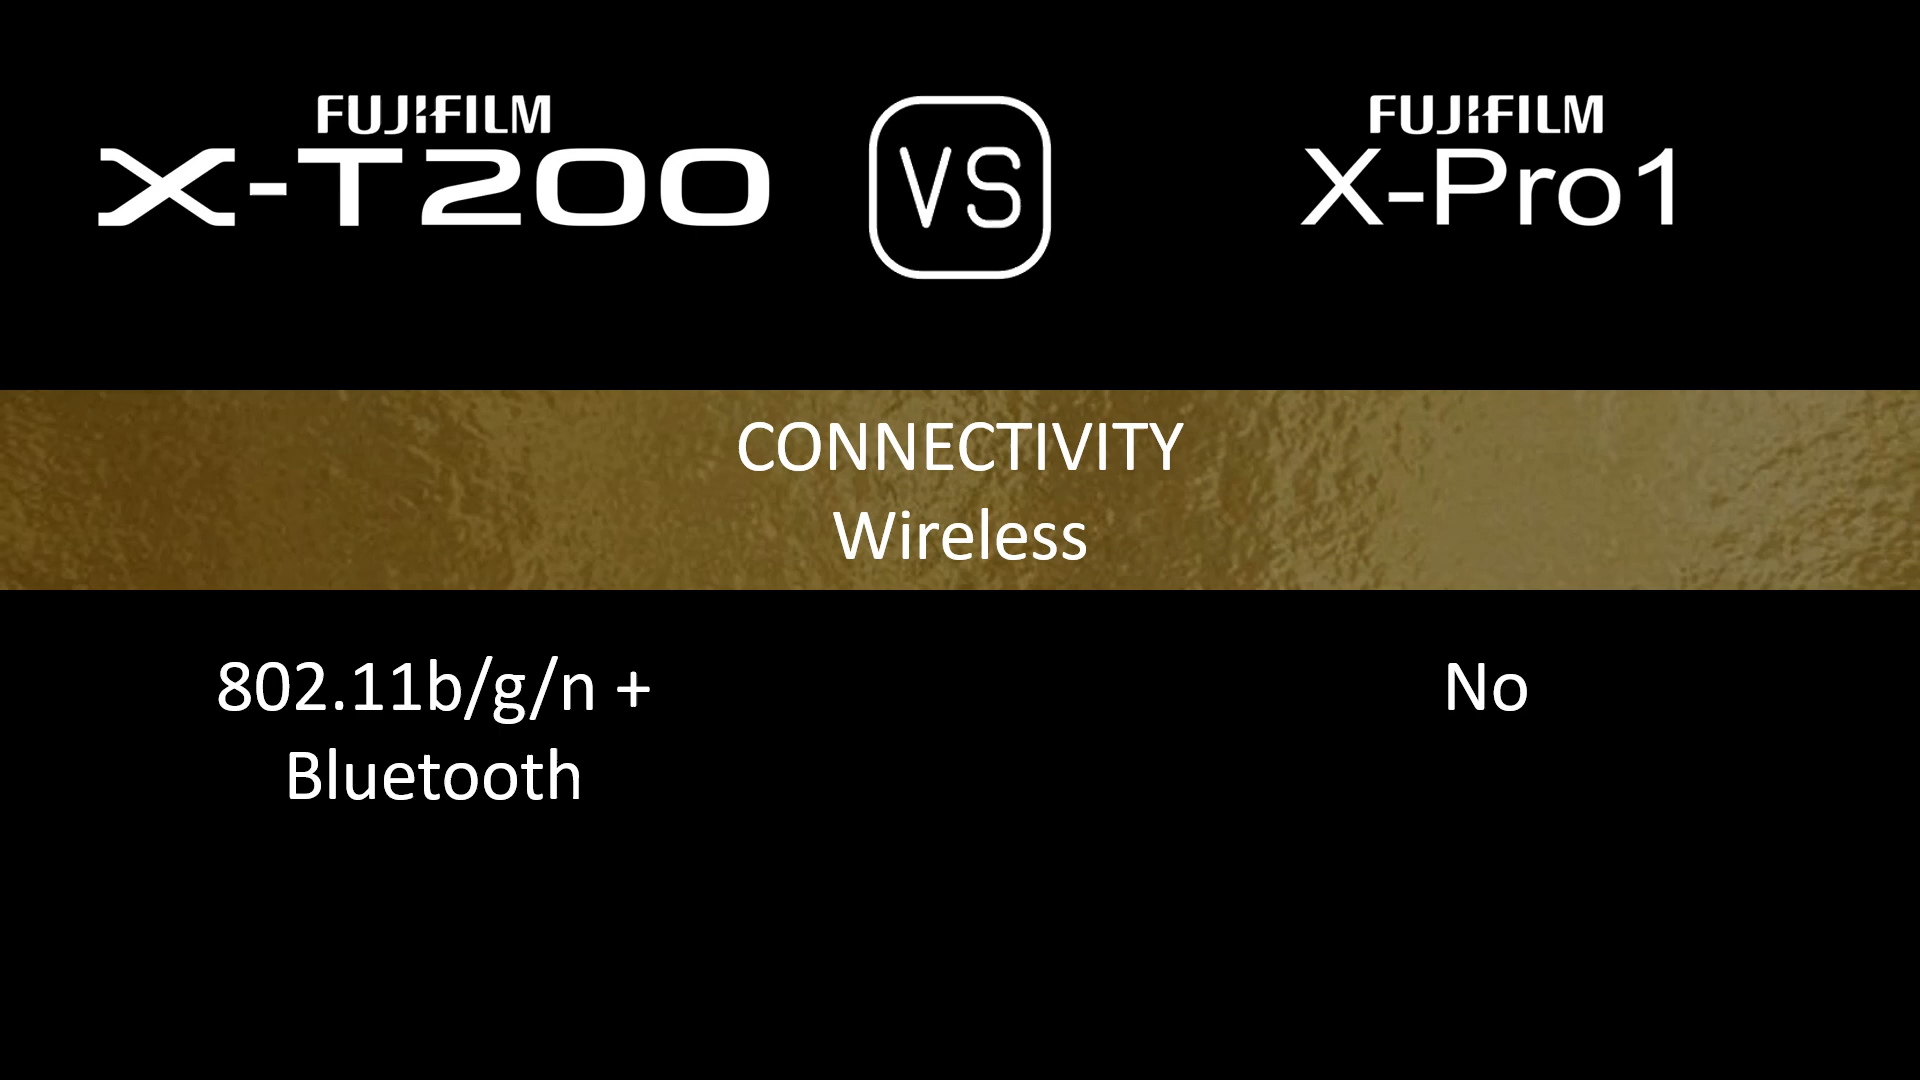 FUJIFILM
X-T200
VS
FUJIFILM
X-Pro1
CONNECTIVITY
Wireless
802.11b/g/n +
Bluetooth
No